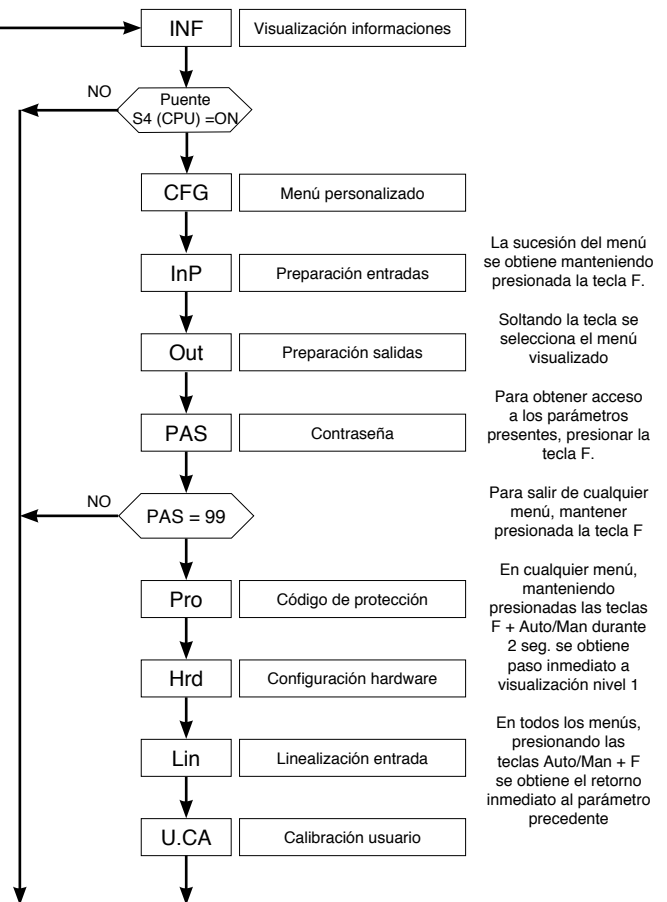 INF
Visualización informaciones
NO
Puente
S4 (CPU) =ON
CFG
Menú personalizado
InP
Preparación entradas
Out
Preparación salidas
PAS
Contraseña
NO
PAS = 99
Pro
Código de protección
Hrd
Configuración hardware
Lin
Linealización entrada
U.CA
Calibración usuario
La sucesión del menú
se obtiene manteniendo
presionada la tecla F.
Soltando la tecla se
selecciona el menú
visualizado
Para obtener acceso
a los parámetros
presentes, presionar la
tecla F.
Para salir de cualquier
menú, mantener
presionada la tecla F
En cualquier menú,
manteniendo
presionadas las teclas
F + Auto/Man durante
2 seg. se obtiene
paso inmediato a
visualización nivel 1
En todos los menús,
presionando las
teclas Auto/Man + F
se obtiene el retorno
inmediato al parámetro
precedente